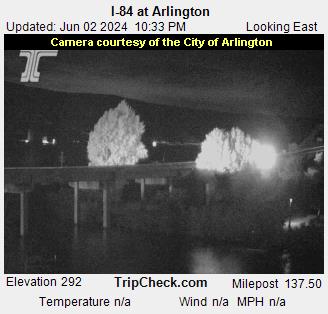 I-84 at Arlington
Updated: Jun 02 2024 10:33 PM Looking East
Camera courtesy of the City of Arlington
Elevation 292 TripCheck.com Milepost 137.50
Temperature n/a Wind n/a MPH n/a